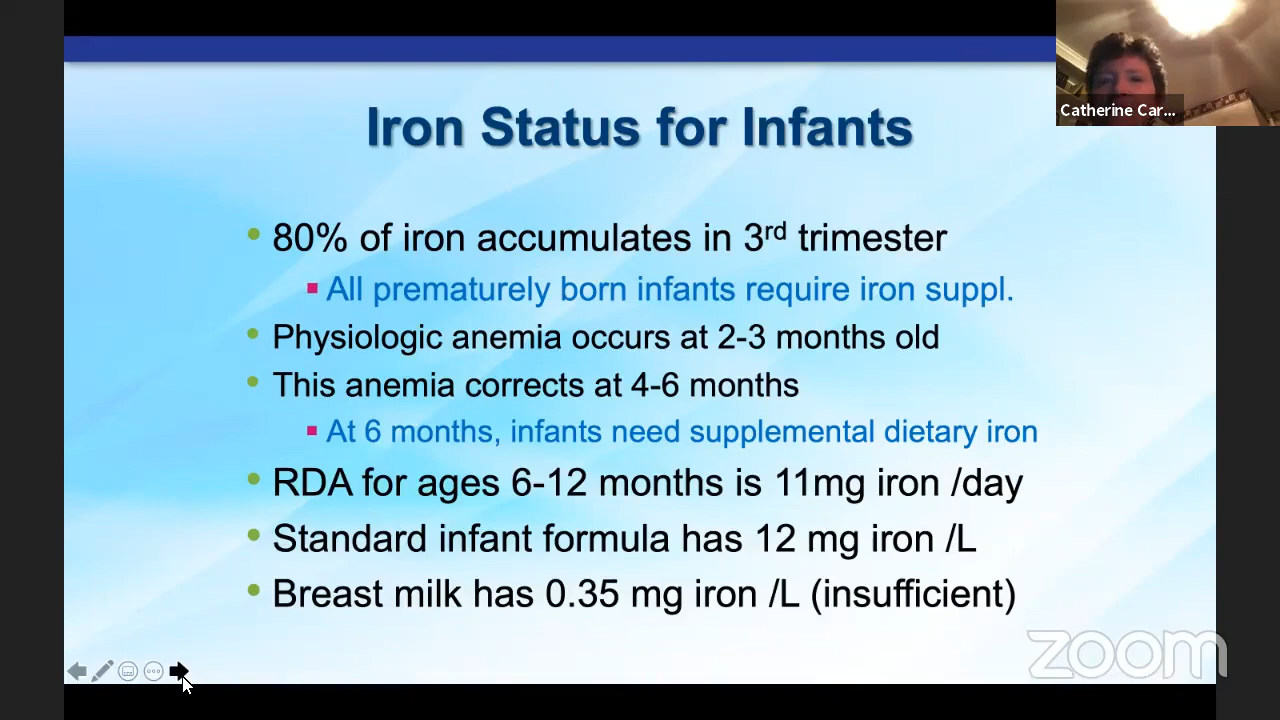 Iron Status for Infants
Catherine Car...
• 80% of iron accumulates in 3rd trimester
▪ All prematurely born infants require iron suppl.
• Physiologic anemia occurs at 2-3 months old
• This anemia corrects at 4-6 months
▪ At 6 months, infants need supplemental dietary iron
• RDA for ages 6-12 months is 11mg iron /day
• Standard infant formula has 12 mg iron /L
• Breast milk has 0.35 mg iron /L (insufficient)
zoom